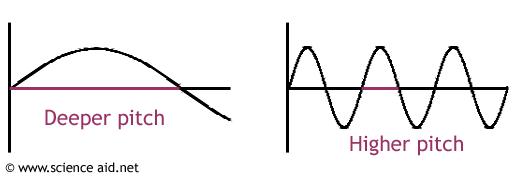 Deeper pitch
Higher pitch
© www.science aid.net